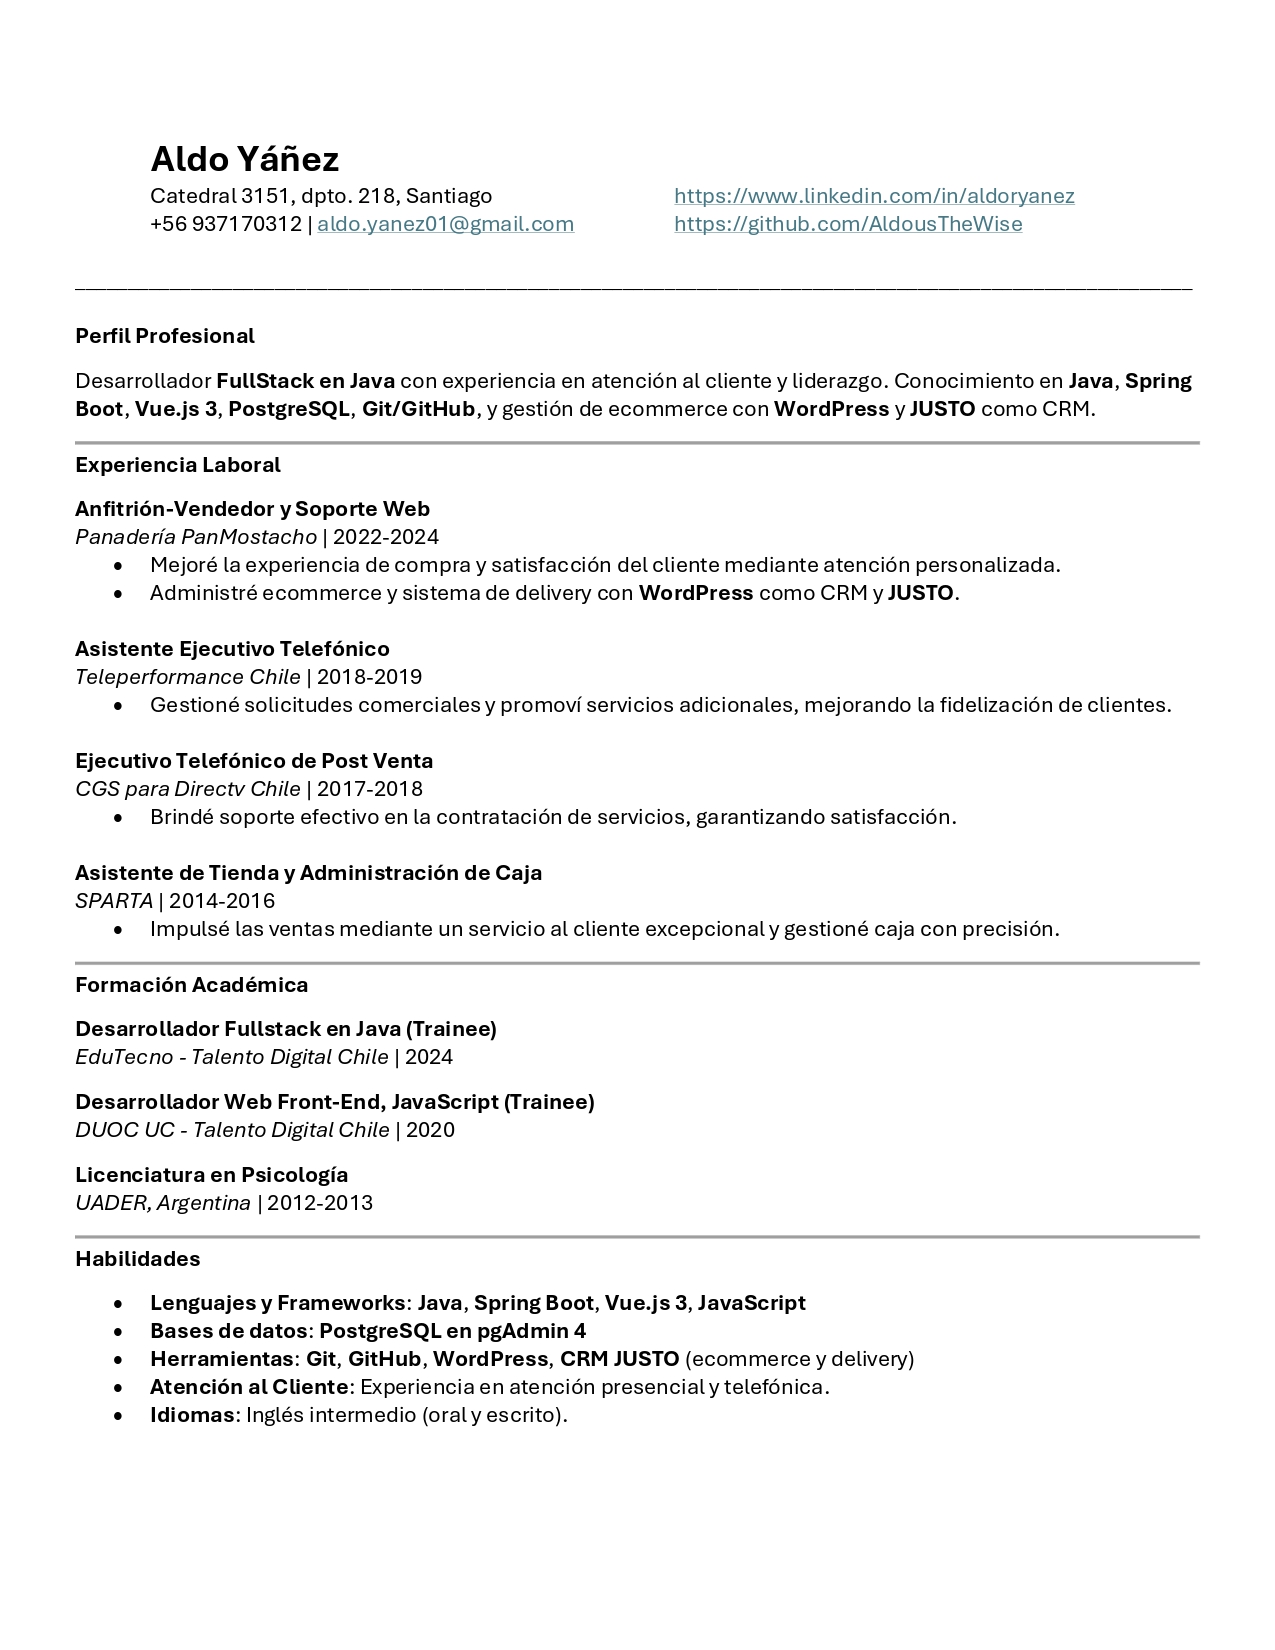 Aldo Yáñez
Catedral 3151, dpto. 218, Santiago
https://www.linkedin.com/in/aldoryanez
+56 937170312 | aldo.yanez01@gmail.com
https://github.com/AldousTheWise
Perfil Profesional
Desarrollador FullStack en Java con experiencia en atención al cliente y liderazgo. Conocimiento en Java, Spring
Boot, Vue.js 3, PostgreSQL, Git/GitHub, y gestión de ecommerce con WordPress y JUSTO como CRM.
Experiencia Laboral
Anfitrión-Vendedor y Soporte Web
Panadería PanMostacho | 2022-2024
• Mejoré la experiencia de compra y satisfacción del cliente mediante atención personalizada.
• Administré ecommerce y sistema de delivery con WordPress como CRM y JUSTO.
Asistente Ejecutivo Telefónico
Teleperformance Chile | 2018-2019
• Gestioné solicitudes comerciales y promoví servicios adicionales, mejorando la fidelización de clientes.
Ejecutivo Telefónico de Post Venta
CGS para Directv Chile | 2017-2018
• Brindé soporte efectivo en la contratación de servicios, garantizando satisfacción.
Asistente de Tienda y Administración de Caja
SPARTA | 2014-2016
• Impulsé las ventas mediante un servicio al cliente excepcional y gestioné caja con precisión.
Formación Académica
Desarrollador Fullstack en Java (Trainee)
EduTecno - Talento Digital Chile | 2024
Desarrollador Web Front-End, JavaScript (Trainee)
DUOC UC - Talento Digital Chile | 2020
Licenciatura en Psicología
UADER, Argentina | 2012-2013
Habilidades
• Lenguajes y Frameworks: Java, Spring Boot, Vue.js 3, JavaScript
• Bases de datos: PostgreSQL en pgAdmin 4
• Herramientas: Git, GitHub, WordPress, CRM JUSTO (ecommerce y delivery)
• Atención al Cliente: Experiencia en atención presencial y telefónica.
• Idiomas: Inglés intermedio (oral y escrito).